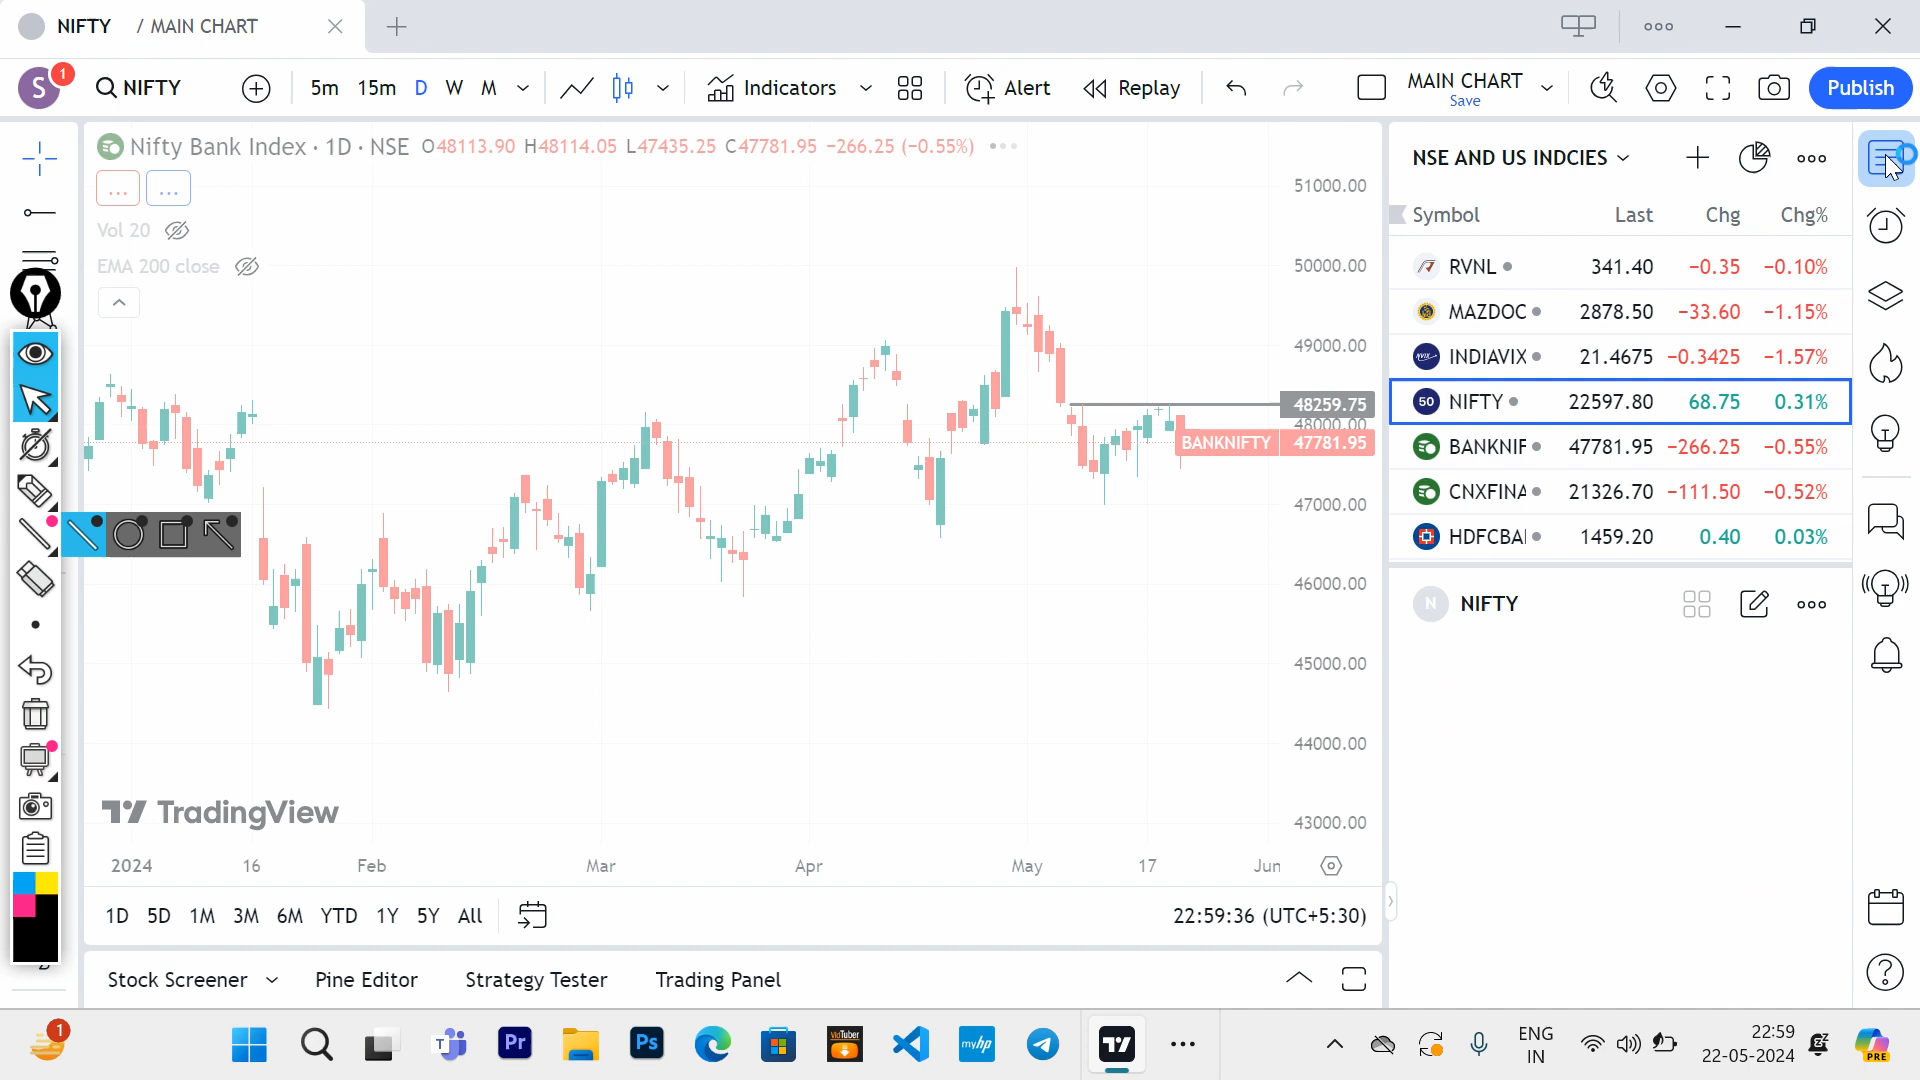 NIFTY / MAIN CHART
S 1 NIFTY 5m 15m D W M Indicators Alert Replay MAIN CHART Save Publish
Nifty Bank Index · 1D · NSE O48113.90 H48114.05 L47435.25 C47781.95 −266.25 (−0.55%)
Vol 20
EMA 200 close
51000.00
50000.00
49000.00
48259.75
48000.00
BANKNIFTY 47781.95
47000.00
46000.00
45000.00
44000.00
43000.00
TradingView
2024 16 Feb Mar Apr May 17 Jun
1D 5D 1M 3M 6M YTD 1Y 5Y All 22:59:36 (UTC+5:30)
Stock Screener Pine Editor Strategy Tester Trading Panel
NSE AND US INDCIES
Symbol Last Chg Chg%
RVNL 341.40 −0.35 −0.10%
MAZDOC 2878.50 −33.60 −1.15%
INDIAVIX 21.4675 −0.3425 −1.57%
50 NIFTY 22597.80 68.75 0.31%
BANKNIF 47781.95 −266.25 −0.55%
CNXFINA 21326.70 −111.50 −0.52%
HDFCBA 1459.20 0.40 0.03%
N NIFTY
1 T Pr Ps VidTuber myhp ENG IN 22:59 22-05-2024 PRE